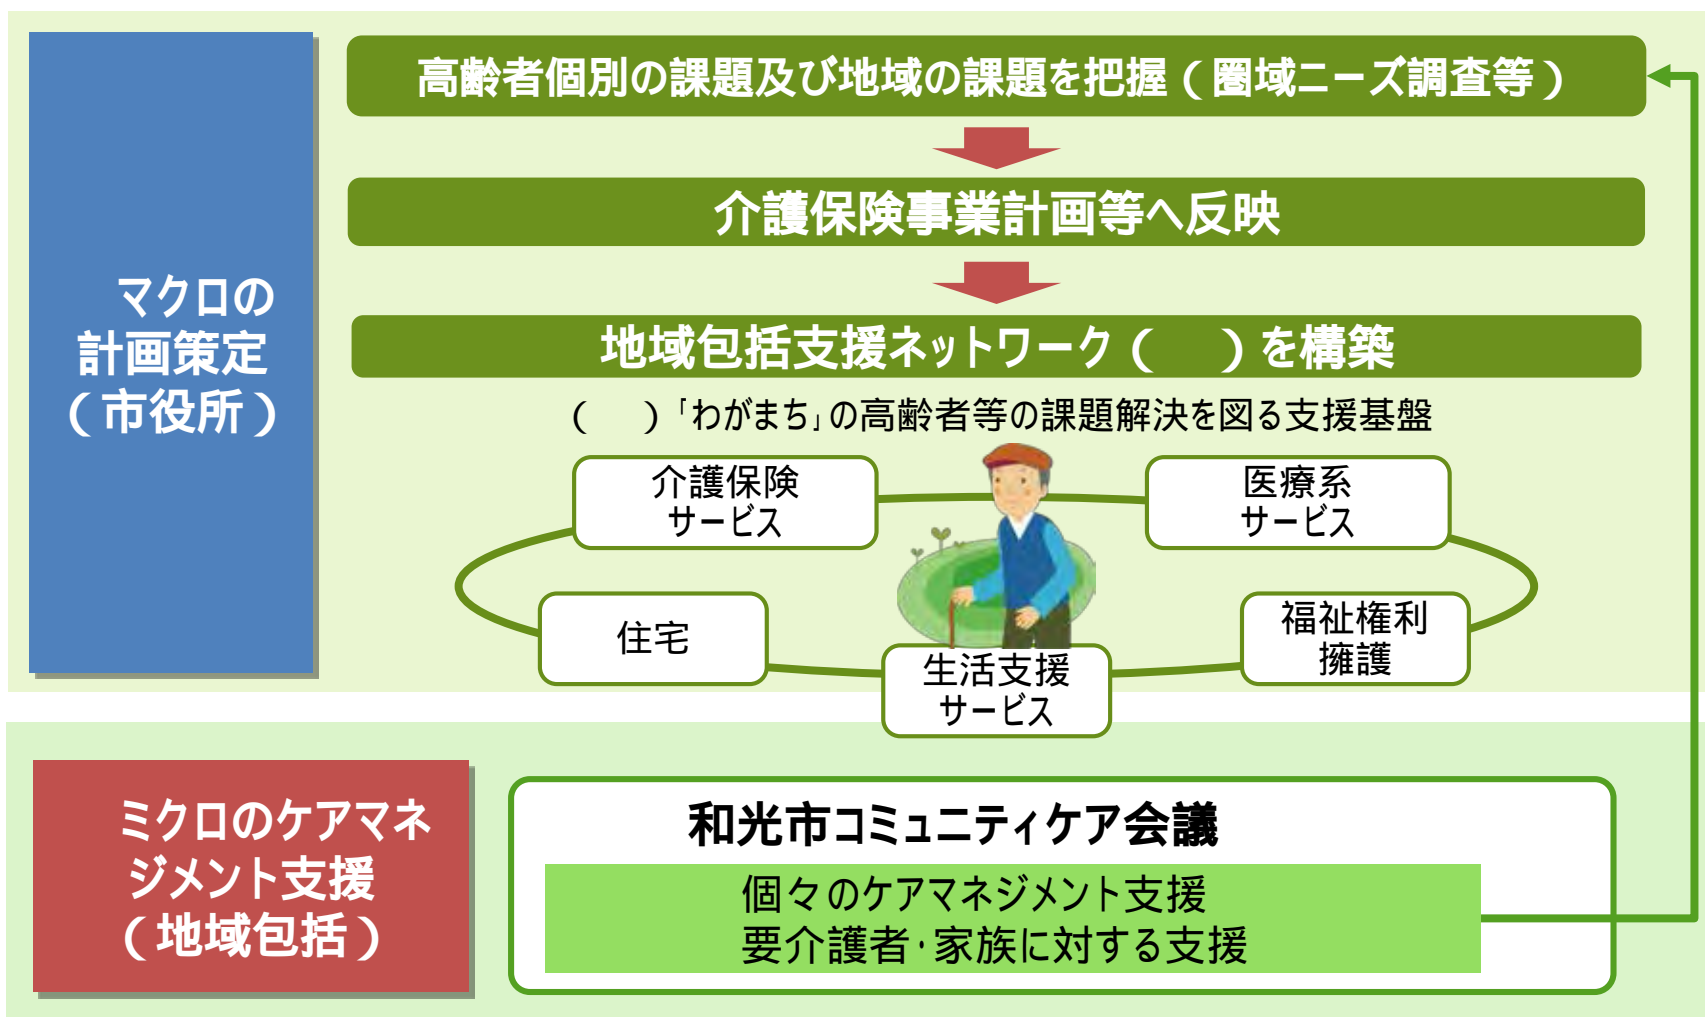 マクロの
計画策定
(市役所)
高齢者個別の課題及び地域の課題を把握(圏域ニーズ調査等)
介護保険事業計画等へ反映
地域包括支援ネットワーク(　)を構築
(　)「わがまち」の高齢者等の課題解決を図る支援基盤
介護保険
サービス
医療系
サービス
住宅
福祉権利
擁護
生活支援
サービス
ミクロのケアマネ
ジメント支援
(地域包括)
和光市コミュニティケア会議
個々のケアマネジメント支援
要介護者・家族に対する支援